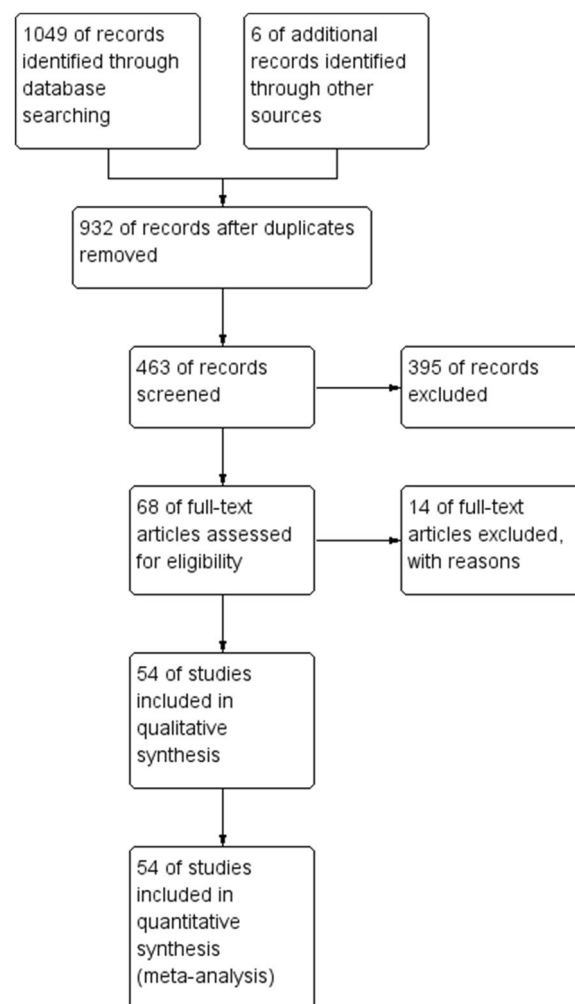 1049 of records
identified through
database
searching
6 of additional
records identified
through other
sources
932 of records after duplicates
removed
463 of records
screened
395 of records
excluded
68 of full-text
articles assessed
for eligibility
14 of full-text
articles excluded,
with reasons
54 of studies
included in
qualitative
synthesis
54 of studies
included in
quantitative
synthesis
(meta-analysis)